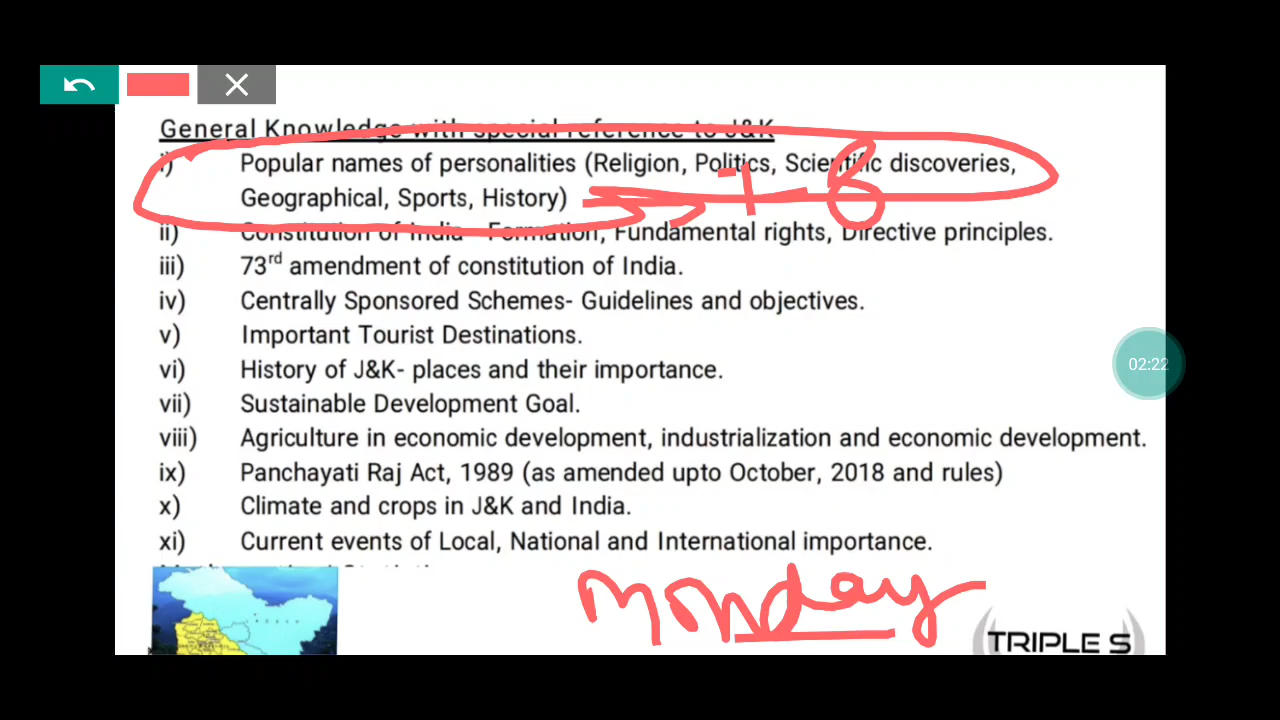 General Knowledge with special reference to J&K
i) Popular names of personalities (Religion, Politics, Scientific discoveries,
Geographical, Sports, History)
ii) Constitution of India- Formation, Fundamental rights, Directive principles.
iii) 73rd amendment of constitution of India.
iv) Centrally Sponsored Schemes- Guidelines and objectives.
v) Important Tourist Destinations.
vi) History of J&K- places and their importance.
02:22
vii) Sustainable Development Goal.
viii) Agriculture in economic development, industrialization and economic development.
ix) Panchayati Raj Act, 1989 (as amended upto October, 2018 and rules)
x) Climate and crops in J&K and India.
xi) Current events of Local, National and International importance.
Monday
TRIPLE S